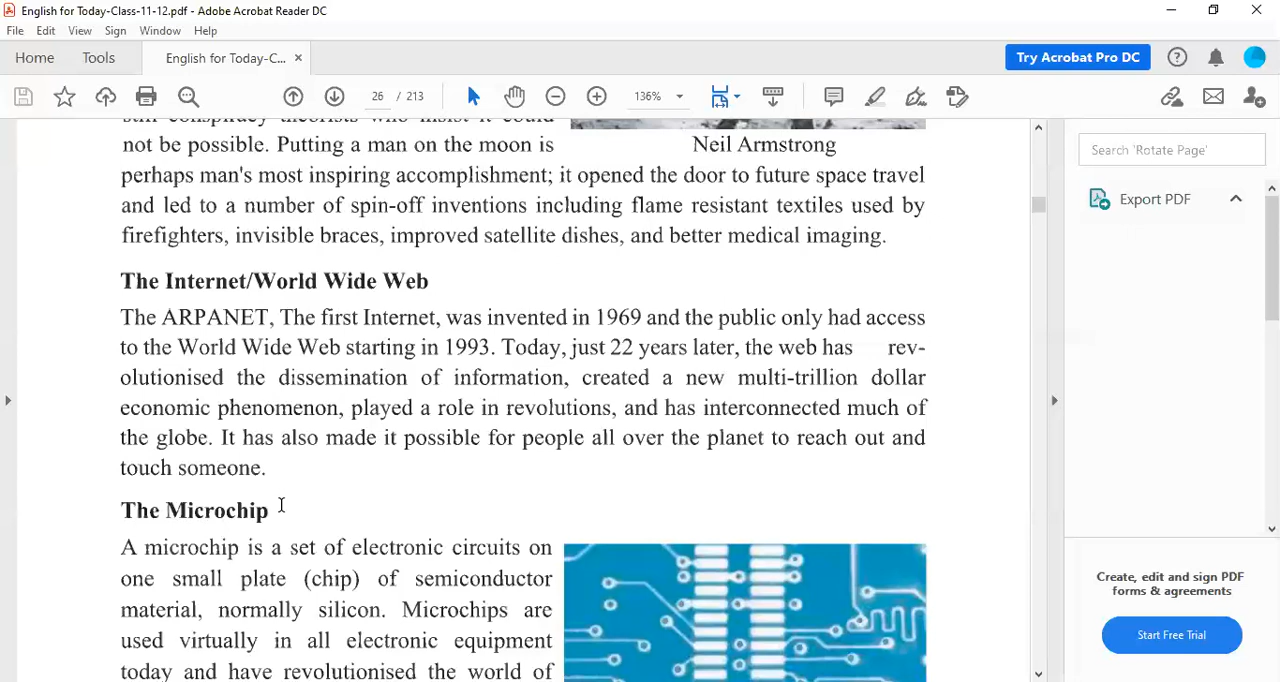 English for Today-Class-11-12.pdf - Adobe Acrobat Reader DC
File Edit View Sign Window Help
Home Tools English for Today-C... ×
Try Acrobat Pro DC
26 / 213 136%
Search 'Rotate Page'
Export PDF
still conspiracy theorists who insist it could
not be possible. Putting a man on the moon is
Neil Armstrong
perhaps man's most inspiring accomplishment; it opened the door to future space travel
and led to a number of spin-off inventions including flame resistant textiles used by
firefighters, invisible braces, improved satellite dishes, and better medical imaging.
The Internet/World Wide Web
The ARPANET, The first Internet, was invented in 1969 and the public only had access
to the World Wide Web starting in 1993. Today, just 22 years later, the web has rev-
olutionised the dissemination of information, created a new multi-trillion dollar
economic phenomenon, played a role in revolutions, and has interconnected much of
the globe. It has also made it possible for people all over the planet to reach out and
touch someone.
The Microchip
A microchip is a set of electronic circuits on
one small plate (chip) of semiconductor
material, normally silicon. Microchips are
used virtually in all electronic equipment
today and have revolutionised the world of
Create, edit and sign PDF
forms & agreements
Start Free Trial